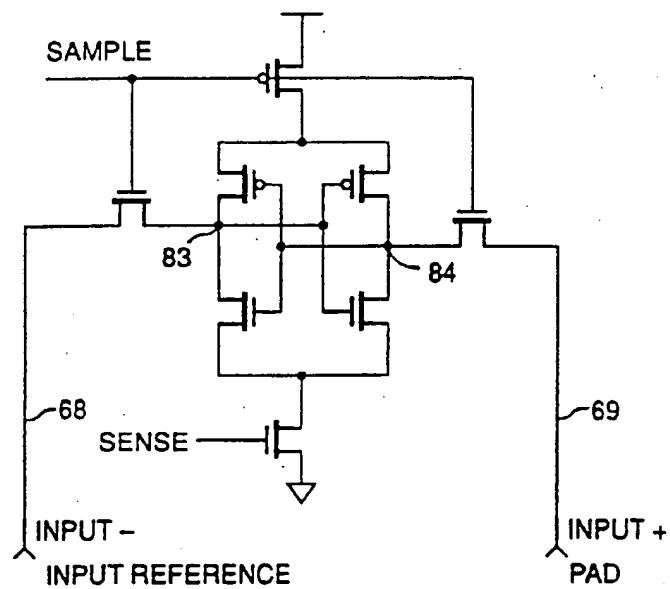 SAMPLE
83
84
68
69
SENSE
INPUT –
INPUT REFERENCE
INPUT +
PAD